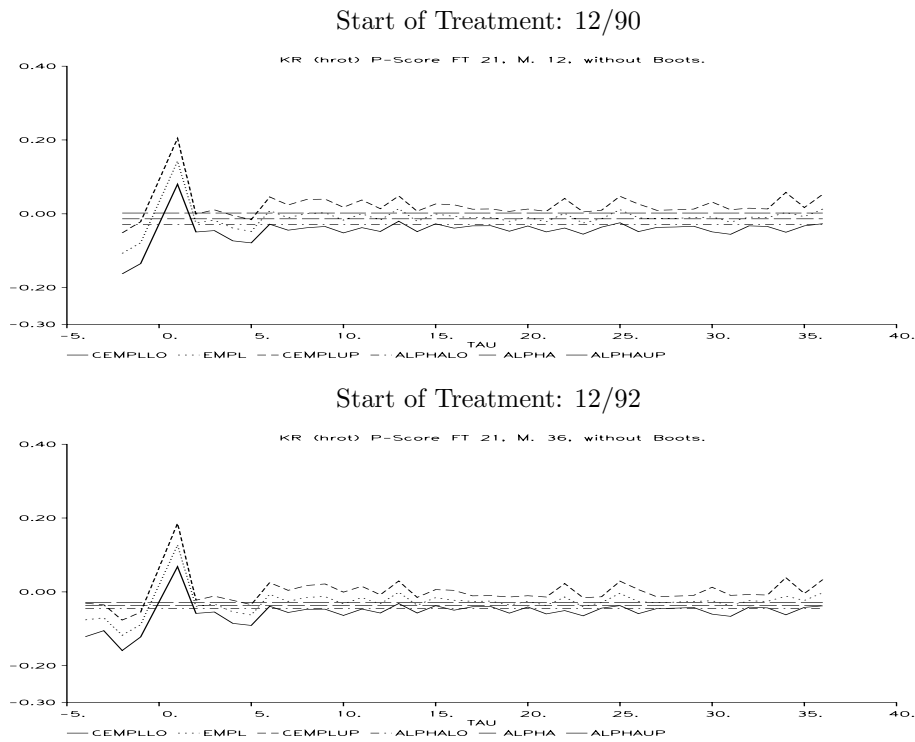 Start of Treatment: 12/90
KR (hrot) P-Score FT 21, M. 12, without Boots.
0.40
0.20
0.00
-0.20
-0.30
-5. 0. 5. 10. 15. 20. 25. 30. 35. 40.
TAU
CEMPLLO EMPL CEMPLUP ALPHALO ALPHA ALPHAUP
Start of Treatment: 12/92
KR (hrot) P-Score FT 21, M. 36, without Boots.
0.40
0.20
0.00
-0.20
-0.30
-5. 0. 5. 10. 15. 20. 25. 30. 35. 40.
TAU
CEMPLLO EMPL CEMPLUP ALPHALO ALPHA ALPHAUP